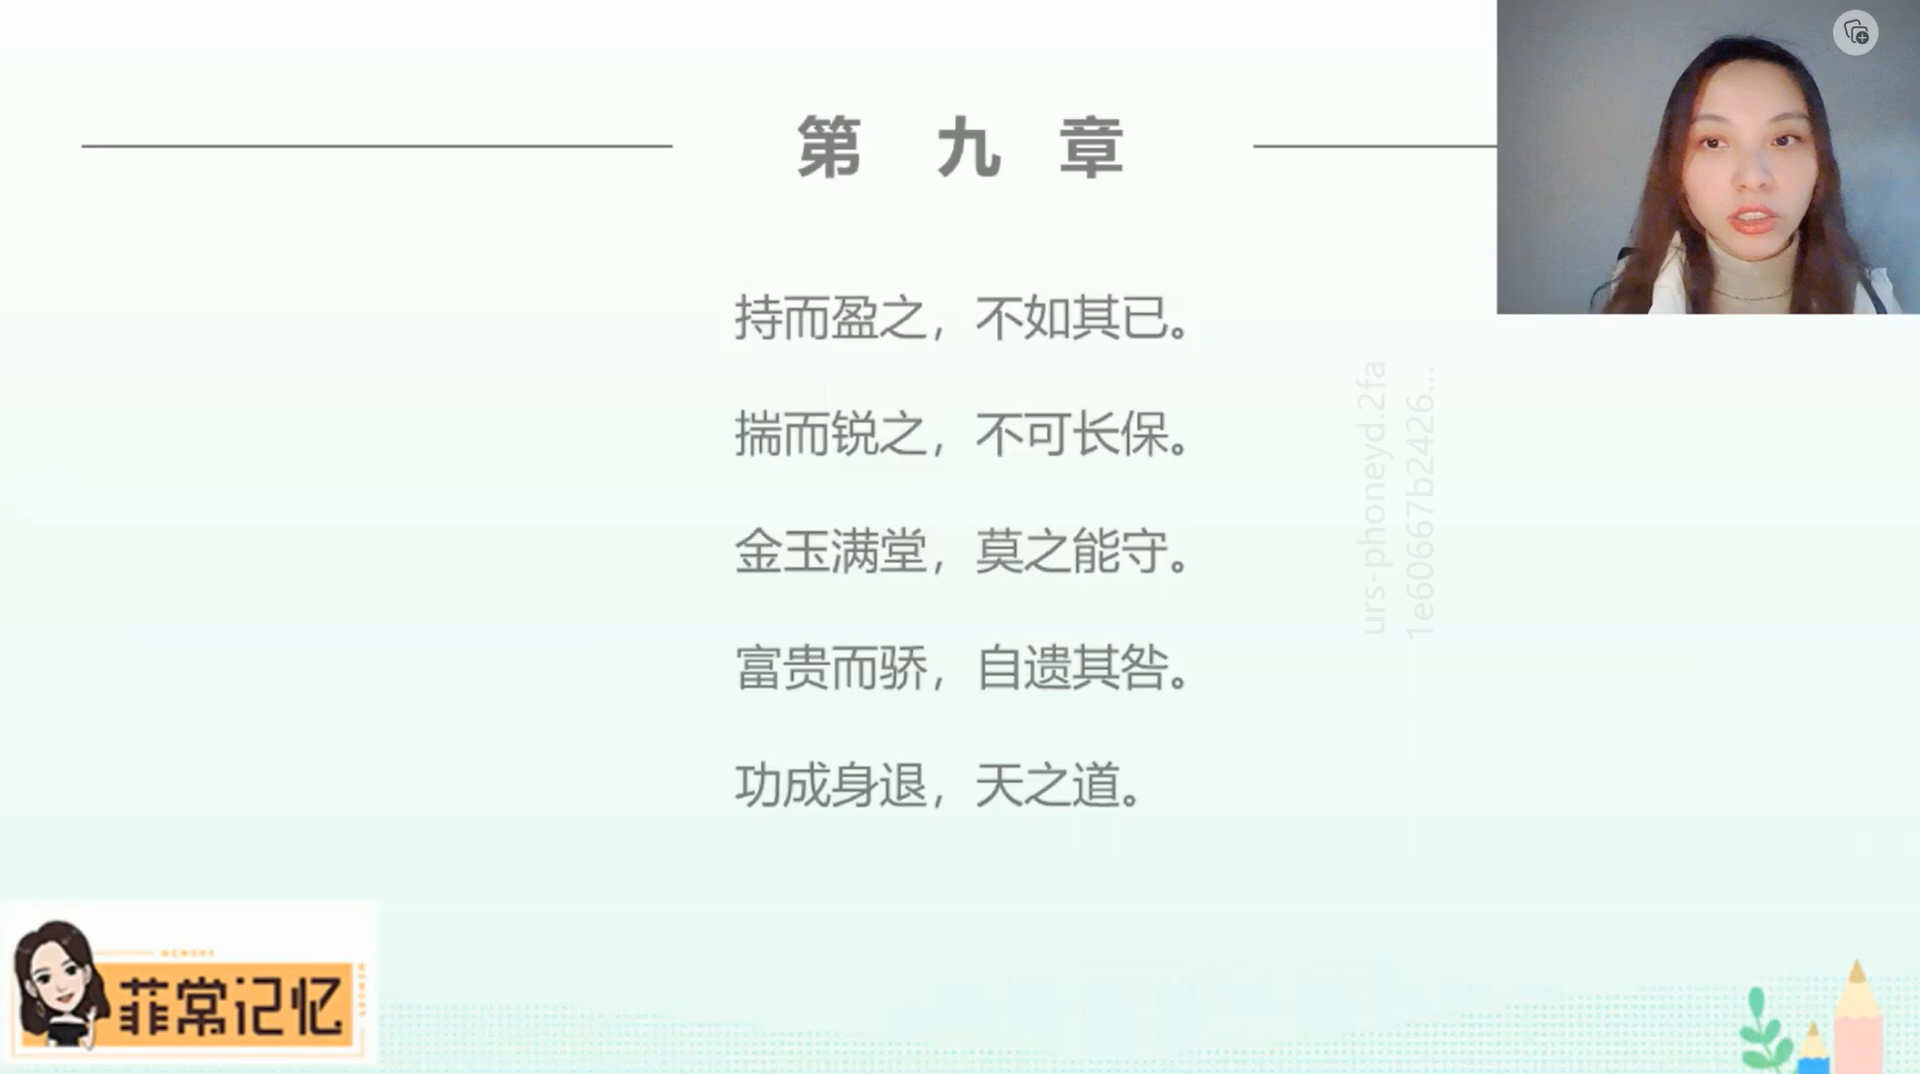 第 九 章
持而盈之，不如其已。
揣而锐之，不可长保。
金玉满堂，莫之能守。
富贵而骄，自遗其咎。
功成身退，天之道。
urs-phoneyd.2fa
1e60667b2426...
MEMORY
菲常记忆